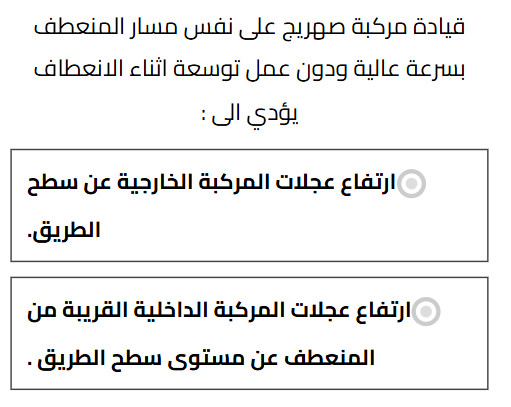 قيادة مركبة صهريج على نفس مسار المنعطف
بسرعة عالية ودون عمل توسعة اثناء الانعطاف
يؤدي الى :
ارتفاع عجلات المركبة الخارجية عن سطح
الطريق.
ارتفاع عجلات المركبة الداخلية القريبة من
المنعطف عن مستوى سطح الطريق .